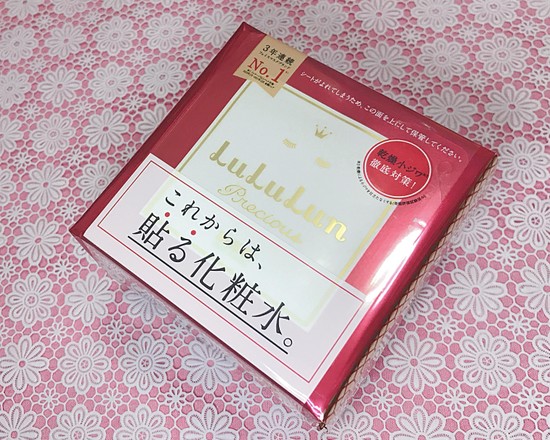 3年連続
No.1
シートがよれてしまうため、この面を上にして保管してください。
乾燥小ジワ
徹底対策!
LuLuLun
Precious
これからは、
貼る化粧水。